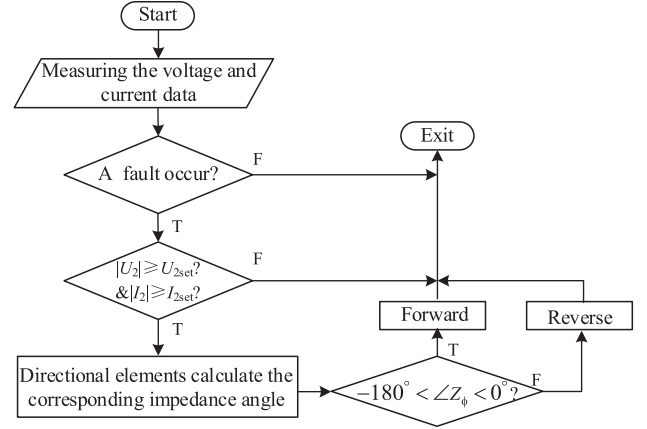 Start
Measuring the voltage and
current data
Exit
A fault occur?
F
T
|U₂|≥U₂set?
&|I₂|≥I₂set?
F
T
Forward
Reverse
Directional elements calculate the
corresponding impedance angle
T
−180°<∠Zϕ<0°?
F